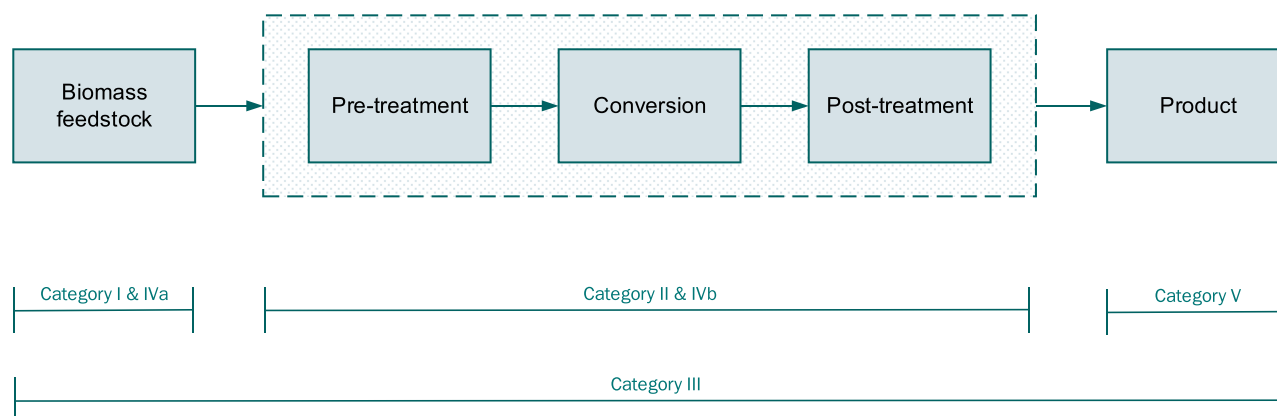 Biomass
feedstock
Pre-treatment
Conversion
Post-treatment
Product
Category I & IVa
Category II & IVb
Category V
Category III